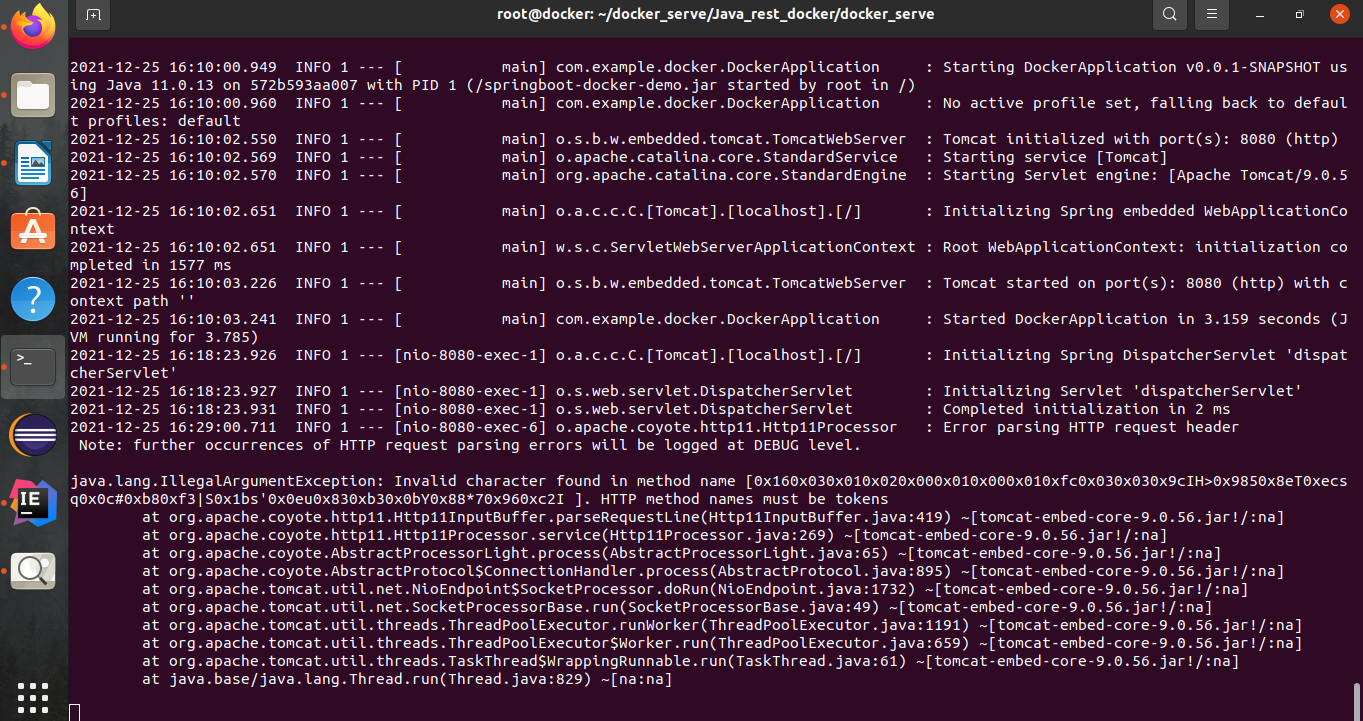 root@docker: ~/docker_serve/Java_rest_docker/docker_serve
2021-12-25 16:10:00.949  INFO 1 --- [           main] com.example.docker.DockerApplication     : Starting DockerApplication v0.0.1-SNAPSHOT us
ing Java 11.0.13 on 572b593aa007 with PID 1 (/springboot-docker-demo.jar started by root in /)
2021-12-25 16:10:00.960  INFO 1 --- [           main] com.example.docker.DockerApplication     : No active profile set, falling back to defaul
t profiles: default
2021-12-25 16:10:02.550  INFO 1 --- [           main] o.s.b.w.embedded.tomcat.TomcatWebServer  : Tomcat initialized with port(s): 8080 (http)
2021-12-25 16:10:02.569  INFO 1 --- [           main] o.apache.catalina.core.StandardService   : Starting service [Tomcat]
2021-12-25 16:10:02.570  INFO 1 --- [           main] org.apache.catalina.core.StandardEngine  : Starting Servlet engine: [Apache Tomcat/9.0.5
6]
2021-12-25 16:10:02.651  INFO 1 --- [           main] o.a.c.c.C.[Tomcat].[localhost].[/]       : Initializing Spring embedded WebApplicationCo
ntext
2021-12-25 16:10:02.651  INFO 1 --- [           main] w.s.c.ServletWebServerApplicationContext : Root WebApplicationContext: initialization co
mpleted in 1577 ms
2021-12-25 16:10:03.226  INFO 1 --- [           main] o.s.b.w.embedded.tomcat.TomcatWebServer  : Tomcat started on port(s): 8080 (http) with c
ontext path ''
2021-12-25 16:10:03.241  INFO 1 --- [           main] com.example.docker.DockerApplication     : Started DockerApplication in 3.159 seconds (J
VM running for 3.785)
2021-12-25 16:18:23.926  INFO 1 --- [nio-8080-exec-1] o.a.c.c.C.[Tomcat].[localhost].[/]       : Initializing Spring DispatcherServlet 'dispat
cherServlet'
2021-12-25 16:18:23.927  INFO 1 --- [nio-8080-exec-1] o.s.web.servlet.DispatcherServlet        : Initializing Servlet 'dispatcherServlet'
2021-12-25 16:18:23.931  INFO 1 --- [nio-8080-exec-1] o.s.web.servlet.DispatcherServlet        : Completed initialization in 2 ms
2021-12-25 16:29:00.711  INFO 1 --- [nio-8080-exec-6] o.apache.coyote.http11.Http11Processor   : Error parsing HTTP request header
 Note: further occurrences of HTTP request parsing errors will be logged at DEBUG level.
java.lang.IllegalArgumentException: Invalid character found in method name [0x160x030x010x020x000x010x000x010xfc0x030x030x9cIH>0x9850x8eT0xecs
q0x0c#0xb80xf3|S0x1bs'0x0eu0x830xb30x0bY0x88*70x960xc2I ]. HTTP method names must be tokens
        at org.apache.coyote.http11.Http11InputBuffer.parseRequestLine(Http11InputBuffer.java:419) ~[tomcat-embed-core-9.0.56.jar!/:na]
        at org.apache.coyote.http11.Http11Processor.service(Http11Processor.java:269) ~[tomcat-embed-core-9.0.56.jar!/:na]
        at org.apache.coyote.AbstractProcessorLight.process(AbstractProcessorLight.java:65) ~[tomcat-embed-core-9.0.56.jar!/:na]
        at org.apache.coyote.AbstractProtocol$ConnectionHandler.process(AbstractProtocol.java:895) ~[tomcat-embed-core-9.0.56.jar!/:na]
        at org.apache.tomcat.util.net.NioEndpoint$SocketProcessor.doRun(NioEndpoint.java:1732) ~[tomcat-embed-core-9.0.56.jar!/:na]
        at org.apache.tomcat.util.net.SocketProcessorBase.run(SocketProcessorBase.java:49) ~[tomcat-embed-core-9.0.56.jar!/:na]
        at org.apache.tomcat.util.threads.ThreadPoolExecutor.runWorker(ThreadPoolExecutor.java:1191) ~[tomcat-embed-core-9.0.56.jar!/:na]
        at org.apache.tomcat.util.threads.ThreadPoolExecutor$Worker.run(ThreadPoolExecutor.java:659) ~[tomcat-embed-core-9.0.56.jar!/:na]
        at org.apache.tomcat.util.threads.TaskThread$WrappingRunnable.run(TaskThread.java:61) ~[tomcat-embed-core-9.0.56.jar!/:na]
        at java.base/java.lang.Thread.run(Thread.java:829) ~[na:na]
?
>_
IE